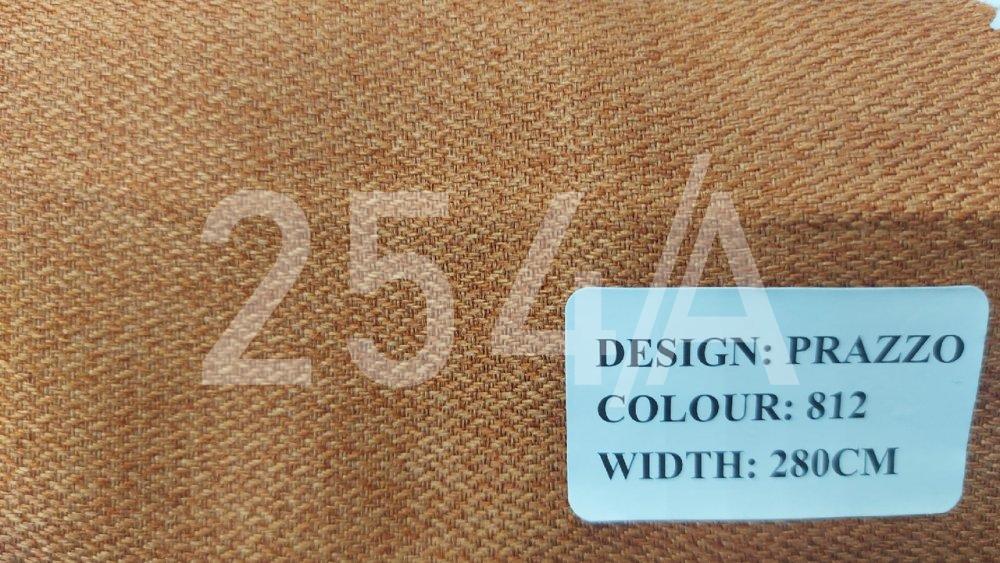 254/A
DESIGN: PRAZZO
COLOUR: 812
WIDTH: 280CM